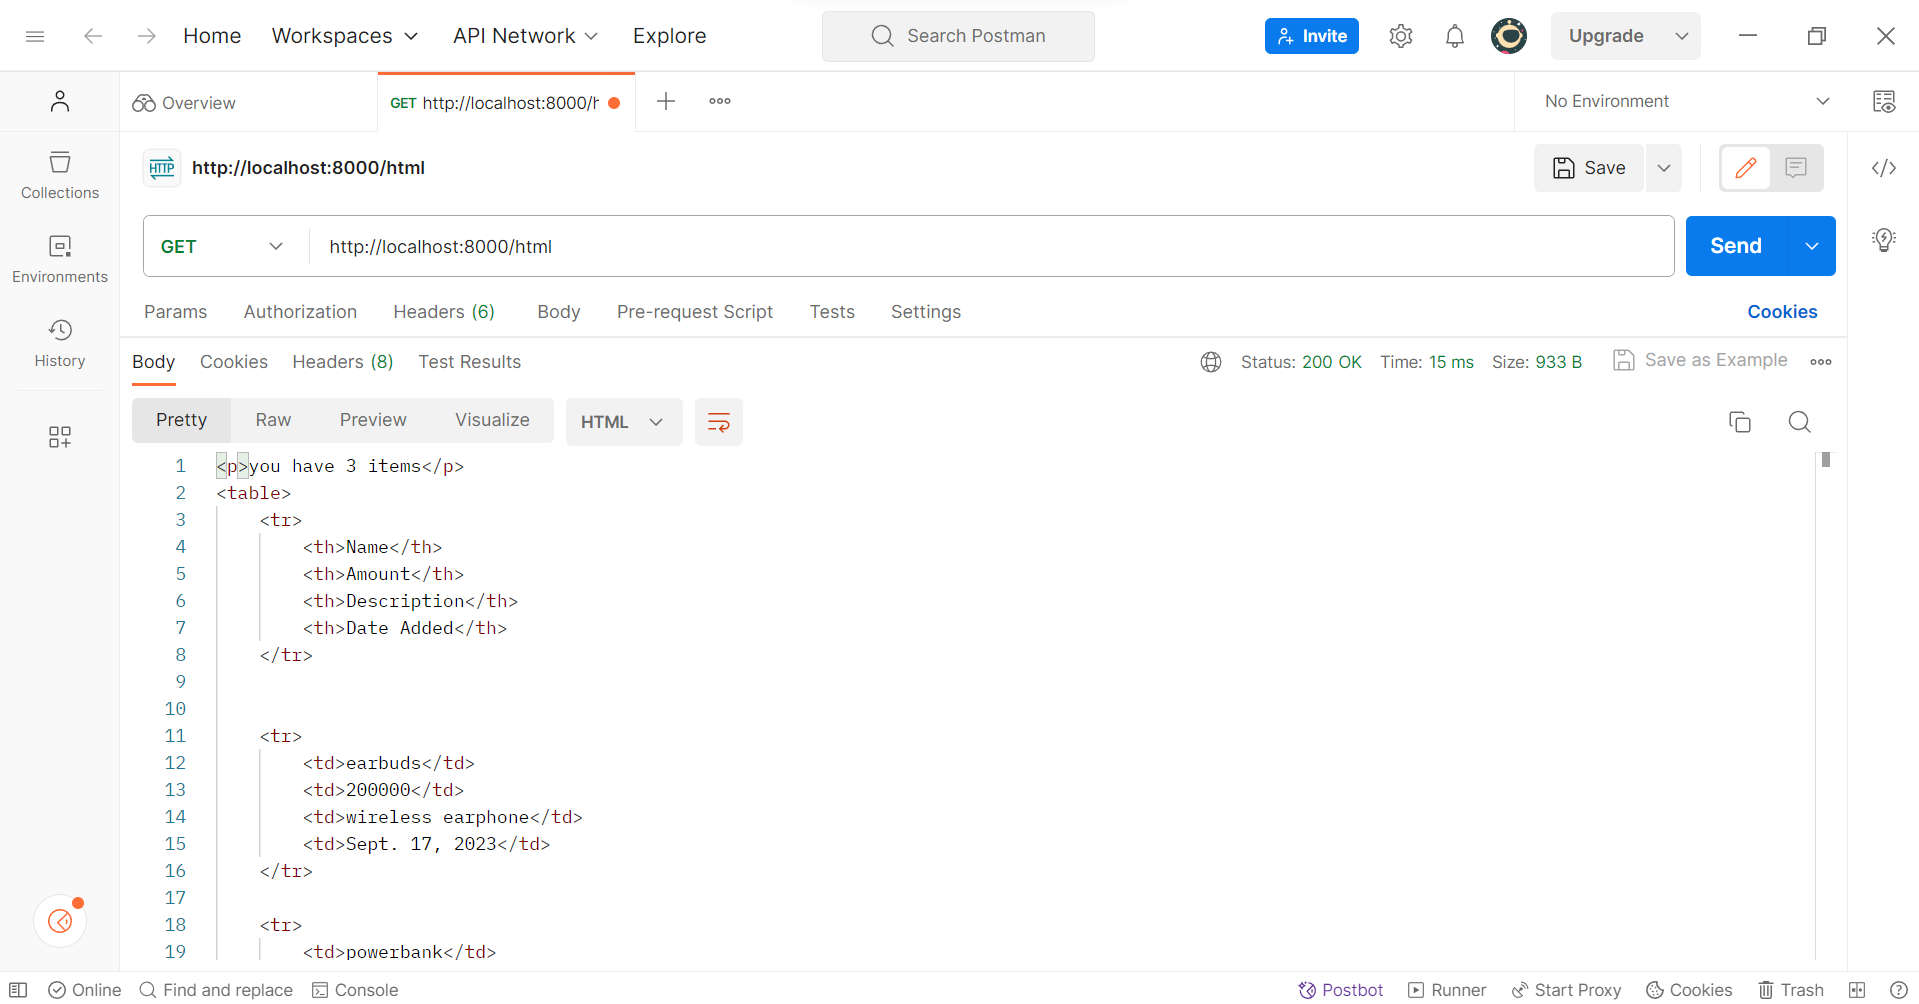 Home Workspaces API Network Explore Search Postman Invite Upgrade
Overview GET http://localhost:8000/h No Environment
HTTP http://localhost:8000/html Save
Collections
GET http://localhost:8000/html Send
Environments
Params Authorization Headers (6) Body Pre-request Script Tests Settings Cookies
History
Body Cookies Headers (8) Test Results Status: 200 OK Time: 15 ms Size: 933 B Save as Example
Pretty Raw Preview Visualize HTML
1 <p>you have 3 items</p>
2 <table>
3 <tr>
4 <th>Name</th>
5 <th>Amount</th>
6 <th>Description</th>
7 <th>Date Added</th>
8 </tr>
9
10
11 <tr>
12 <td>earbuds</td>
13 <td>200000</td>
14 <td>wireless earphone</td>
15 <td>Sept. 17, 2023</td>
16 </tr>
17
18 <tr>
19 <td>powerbank</td>
Online Find and replace Console Postbot Runner Start Proxy Cookies Trash